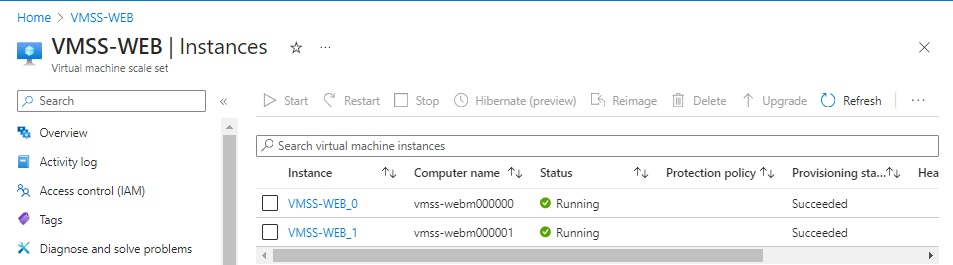 Home > VMSS-WEB
VMSS-WEB | Instances ☆ ···
Virtual machine scale set
Search «
Overview
Activity log
Access control (IAM)
Tags
Diagnose and solve problems
Start Restart Stop Hibernate (preview) Reimage Delete Upgrade Refresh ···
Search virtual machine instances
Instance ↑↓ Computer name ↑↓ Status ↑↓ Protection policy ↑↓ Provisioning sta... ↑↓ Hea
VMSS-WEB_0 vmss-webm000000 Running Succeeded
VMSS-WEB_1 vmss-webm000001 Running Succeeded